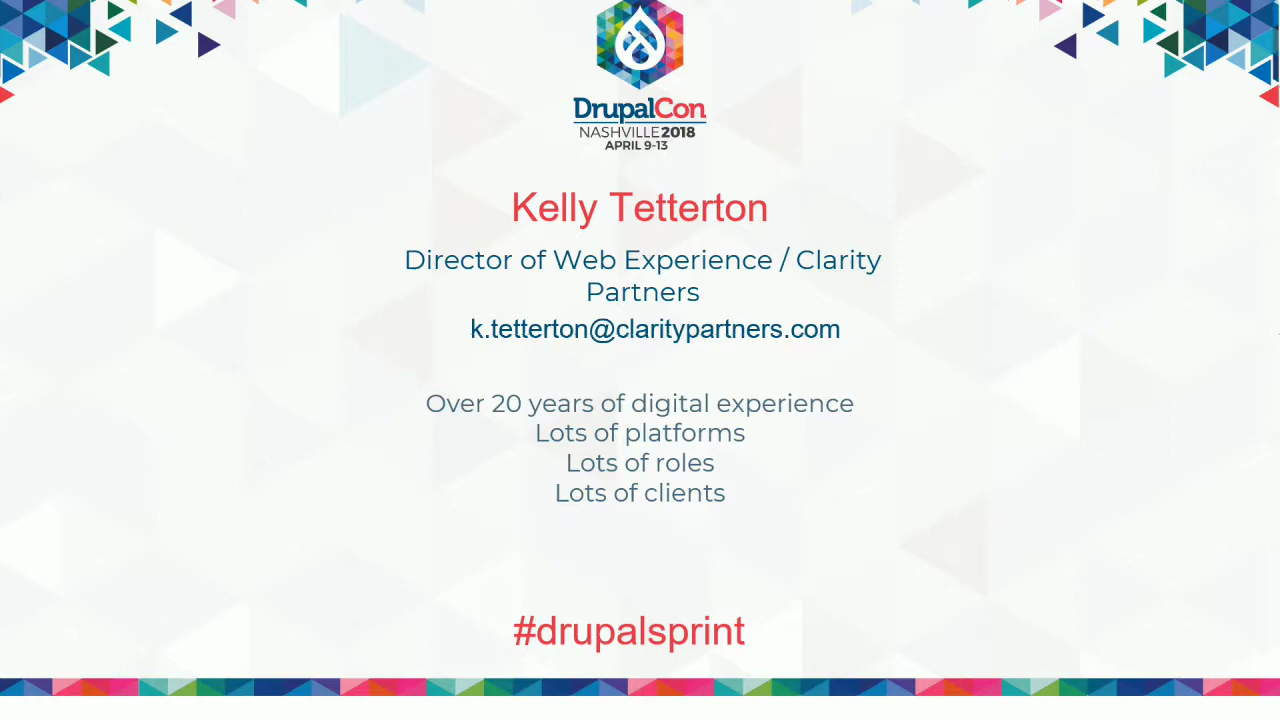 DrupalCon
NASHVILLE 2018
APRIL 9-13
Kelly Tetterton
Director of Web Experience / Clarity
Partners
k.tetterton@claritypartners.com
Over 20 years of digital experience
Lots of platforms
Lots of roles
Lots of clients
#drupalsprint